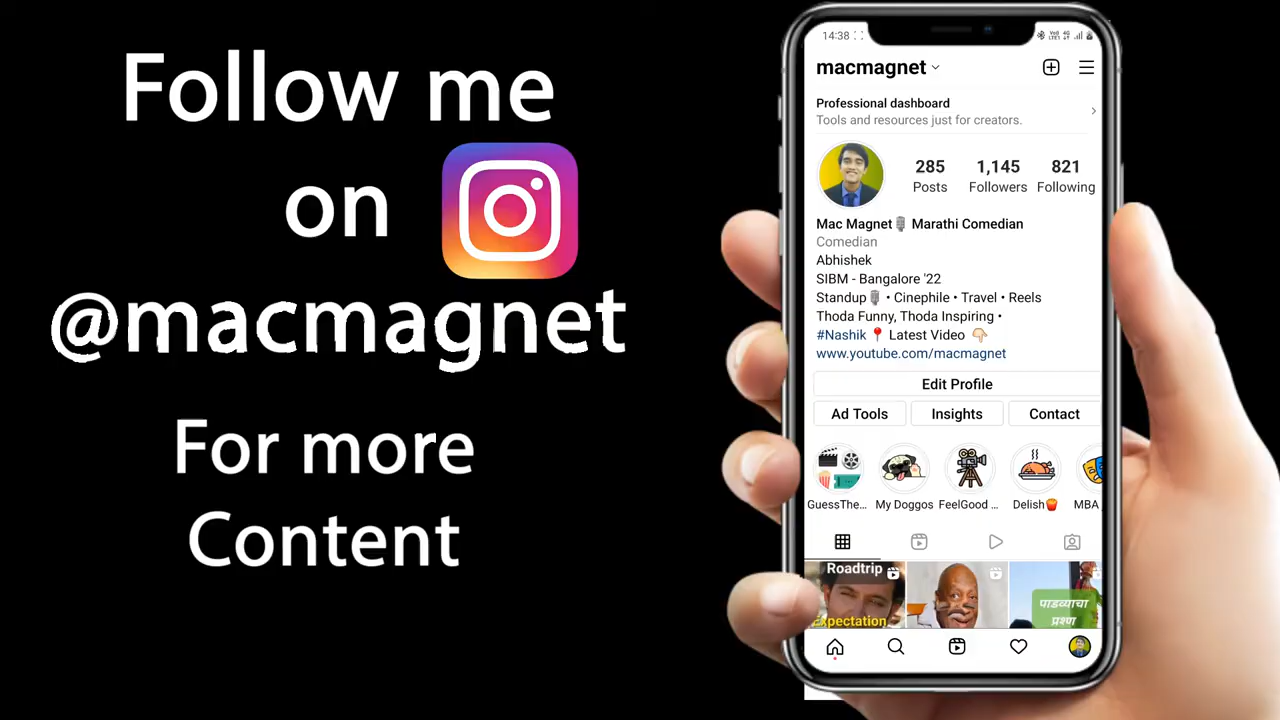 Follow me
on
@macmagnet
For more
Content
14:38
macmagnet
Professional dashboard
Tools and resources just for creators.
285 1,145 821
Posts Followers Following
Mac Magnet🎙️ Marathi Comedian
Comedian
Abhishek
SIBM - Bangalore '22
Standup🎙️ • Cinephile • Travel • Reels
Thoda Funny, Thoda Inspiring •
#Nashik 📍 Latest Video 👇🏻
www.youtube.com/macmagnet
Edit Profile
Ad Tools Insights Contact
GuessThe... My Doggos FeelGood ... Delish🍟 MBA
Roadtrip
Expectation
पाडव्याचा
प्रश्ण